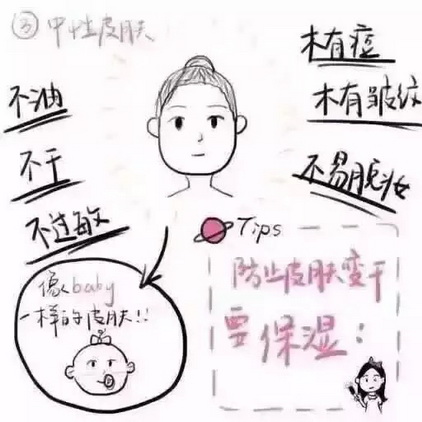 ③中性皮肤
不油
不干
不过敏
木有痘
木有皱纹
不易脱妆
像baby
一样的皮肤!!
Tips
防止皮肤变干
要保湿: